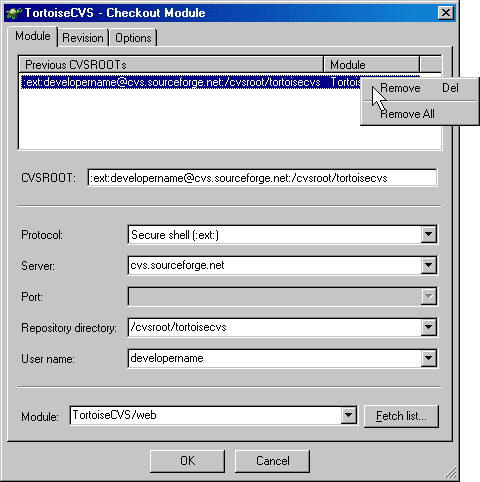 TortoiseCVS - Checkout Module
Module Revision Options
Previous CVSROOTs Module
:ext:developername@cvs.sourceforge.net:/cvsroot/tortoisecvs
Remove Del
Remove All
CVSROOT: :ext:developername@cvs.sourceforge.net:/cvsroot/tortoisecvs
Protocol: Secure shell (:ext:)
Server: cvs.sourceforge.net
Port:
Repository directory: /cvsroot/tortoisecvs
User name: developername
Module: TortoiseCVS/web Fetch list...
OK Cancel